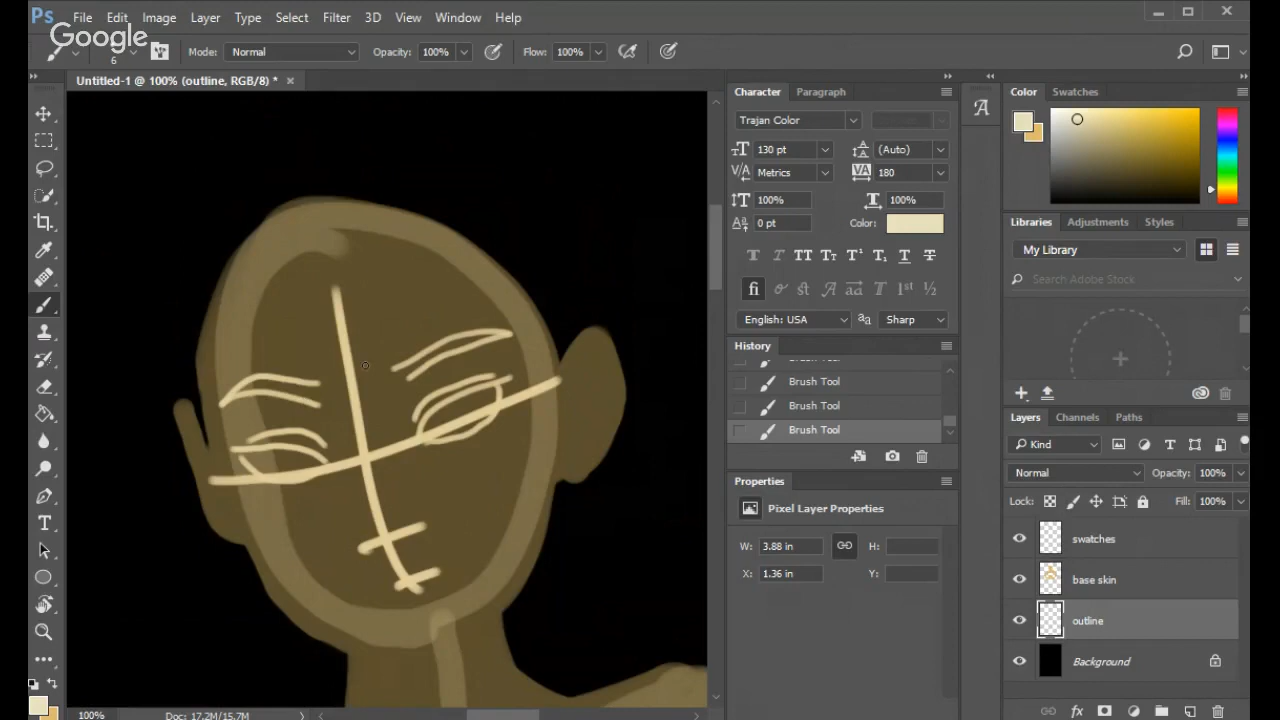 Ps File Edit Image Layer Type Select Filter 3D View Window Help
Google
6 Mode: Normal Opacity: 100% Flow: 100%
Untitled-1 @ 100% (outline, RGB/8) *
Character Paragraph
Trajan Color
130 pt (Auto)
Metrics 180
100% 100%
0 pt Color:
English: USA Sharp
History
Brush Tool
Brush Tool
Brush Tool
Brush Tool
Properties
Pixel Layer Properties
W: 3.88 in H:
X: 1.36 in Y:
Color Swatches
Libraries Adjustments Styles
My Library
Search Adobe Stock
Layers Channels Paths
Kind
Normal Opacity: 100%
Lock: Fill: 100%
swatches
base skin
outline
Background
100% Doc: 17.2M/15.7M